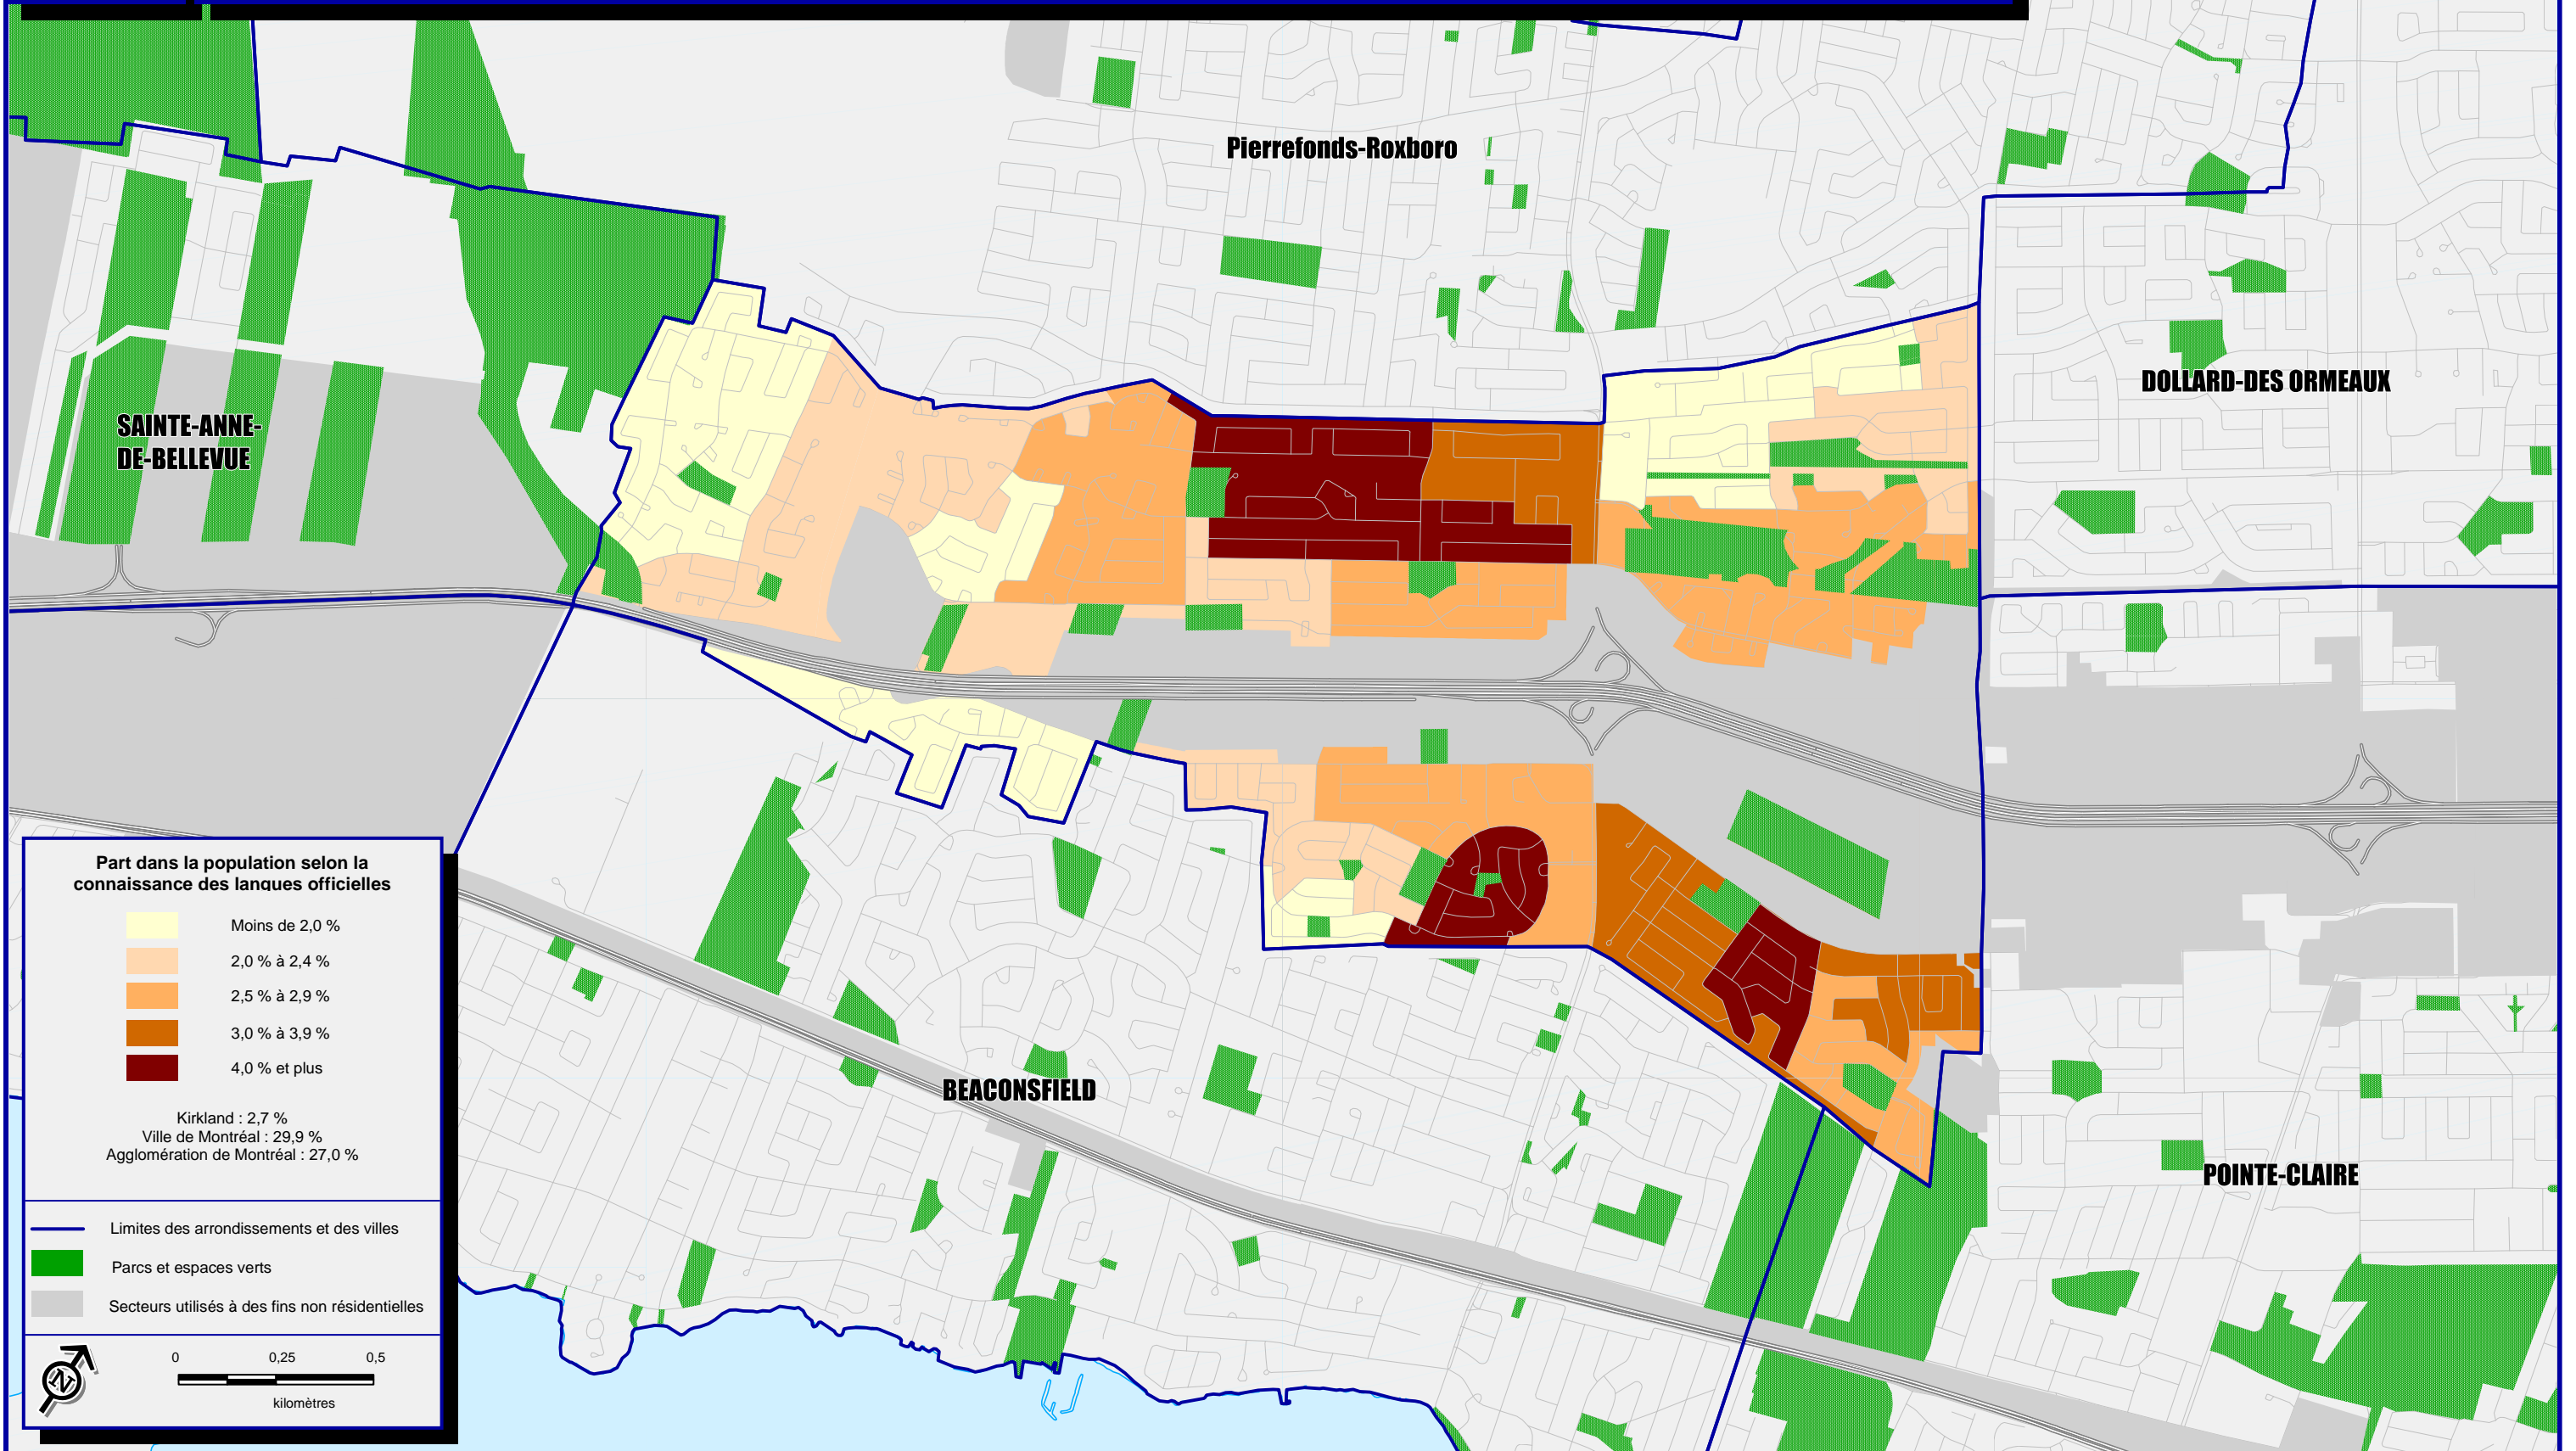 Pierrefonds-Roxboro
DOLLARD-DES ORMEAUX
SAINTE-ANNE-
DE-BELLEVUE
BEACONSFIELD
POINTE-CLAIRE
Part dans la population selon la
connaissance des langues officielles
Moins de 2,0 %
2,0 % à 2,4 %
2,5 % à 2,9 %
3,0 % à 3,9 %
4,0 % et plus
Kirkland : 2,7 %
Ville de Montréal : 29,9 %
Agglomération de Montréal : 27,0 %
Limites des arrondissements et des villes
Parcs et espaces verts
Secteurs utilisés à des fins non résidentielles
N
0 0,25 0,5
kilomètres